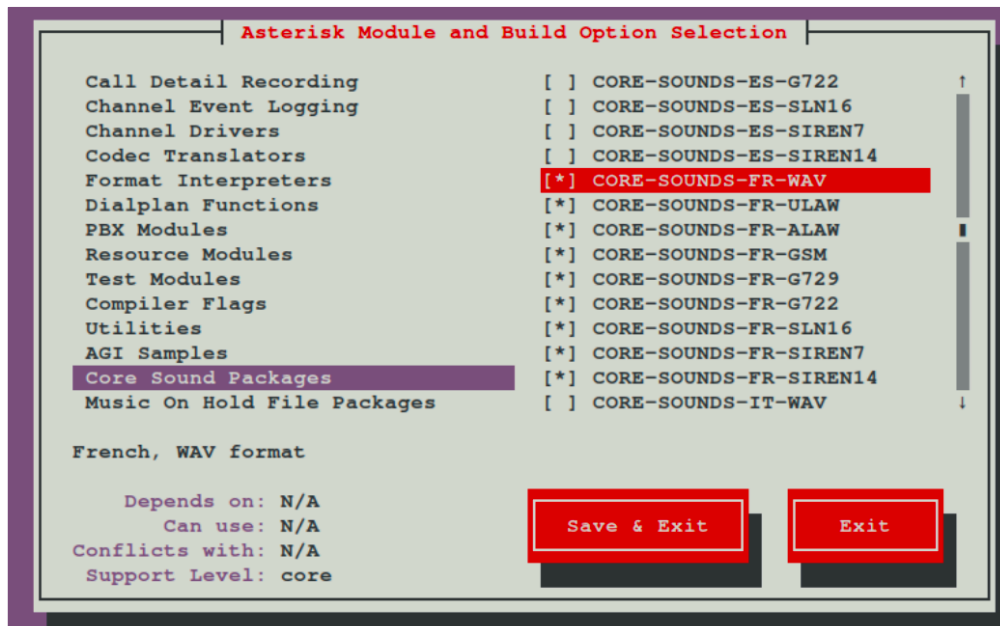 Asterisk Module and Build Option Selection
Call Detail Recording [ ] CORE-SOUNDS-ES-G722 ↑
Channel Event Logging [ ] CORE-SOUNDS-ES-SLN16
Channel Drivers [ ] CORE-SOUNDS-ES-SIREN7
Codec Translators [ ] CORE-SOUNDS-ES-SIREN14
Format Interpreters [*] CORE-SOUNDS-FR-WAV
Dialplan Functions [*] CORE-SOUNDS-FR-ULAW
PBX Modules [*] CORE-SOUNDS-FR-ALAW
Resource Modules [*] CORE-SOUNDS-FR-GSM
Test Modules [*] CORE-SOUNDS-FR-G729
Compiler Flags [*] CORE-SOUNDS-FR-G722
Utilities [*] CORE-SOUNDS-FR-SLN16
AGI Samples [*] CORE-SOUNDS-FR-SIREN7
Core Sound Packages [*] CORE-SOUNDS-FR-SIREN14
Music On Hold File Packages [ ] CORE-SOUNDS-IT-WAV ↓
French, WAV format
Depends on: N/A
Can use: N/A Save & Exit Exit
Conflicts with: N/A
Support Level: core